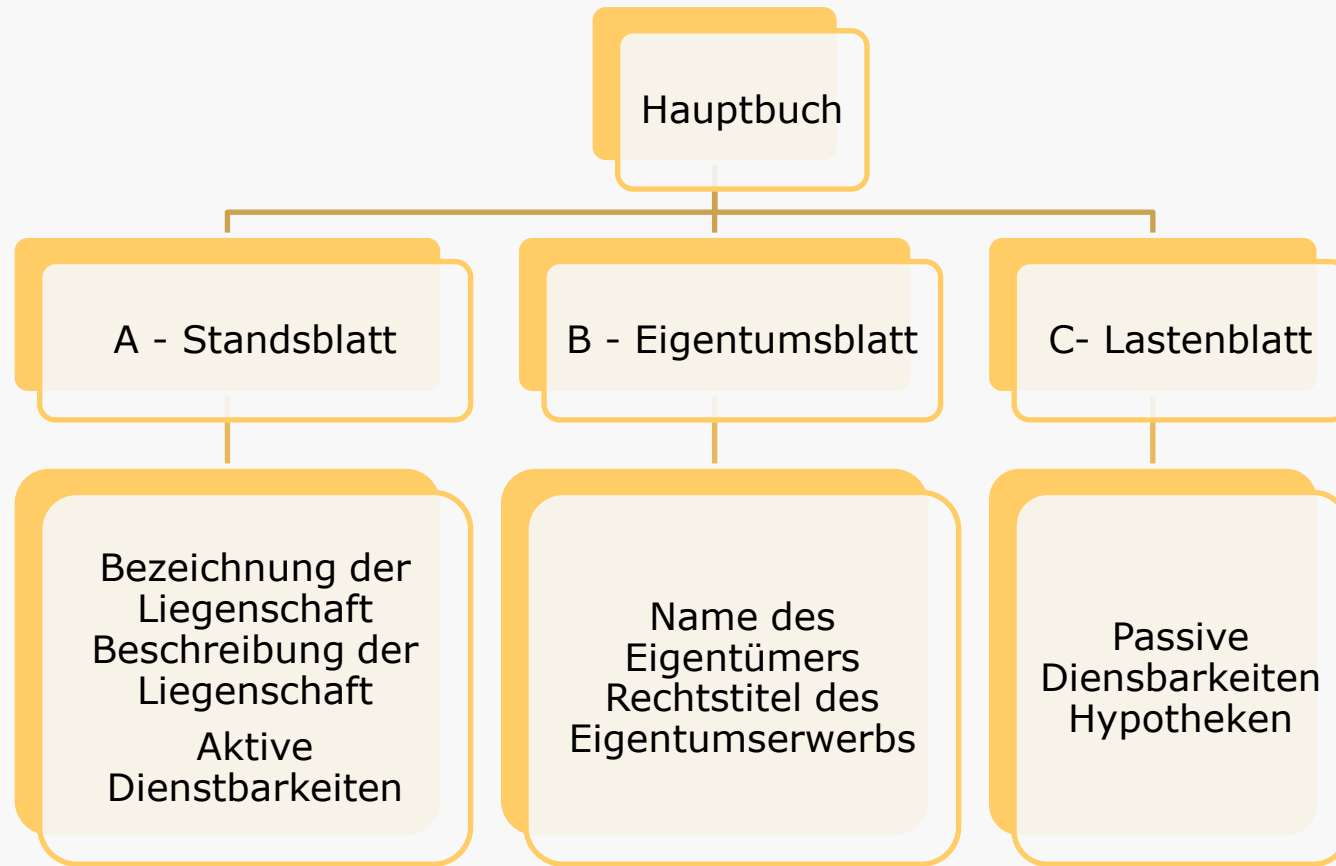 Hauptbuch
A - Standsblatt
B - Eigentumsblatt
C- Lastenblatt
Bezeichnung der
Liegenschaft
Beschreibung der
Liegenschaft
Aktive
Dienstbarkeiten
Name des
Eigentümers
Rechtstitel des
Eigentumserwerbs
Passive
Diensbarkeiten
Hypotheken